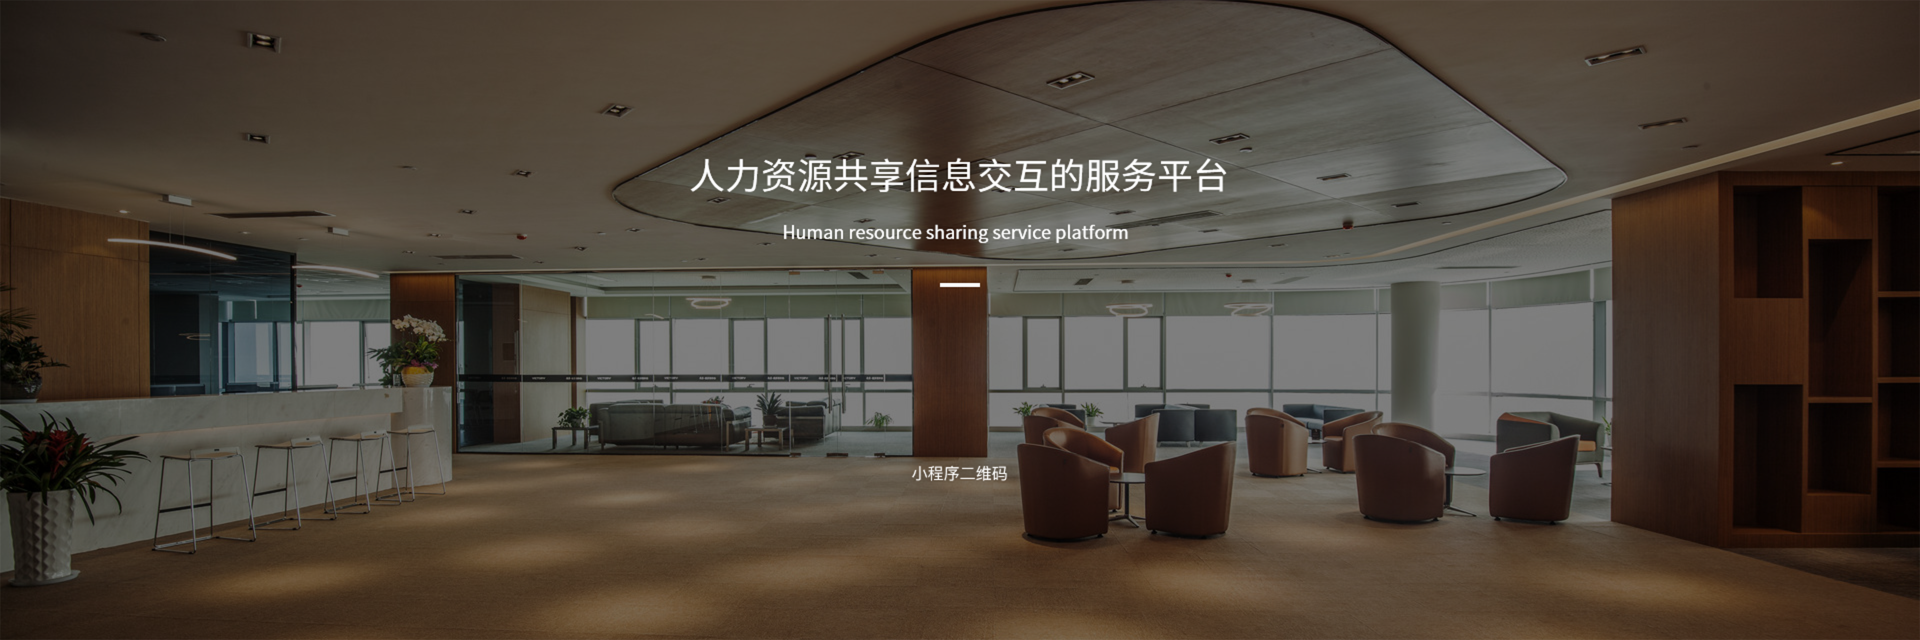 人力资源共享信息交互的服务平台
Human resource sharing service platform
小程序二维码